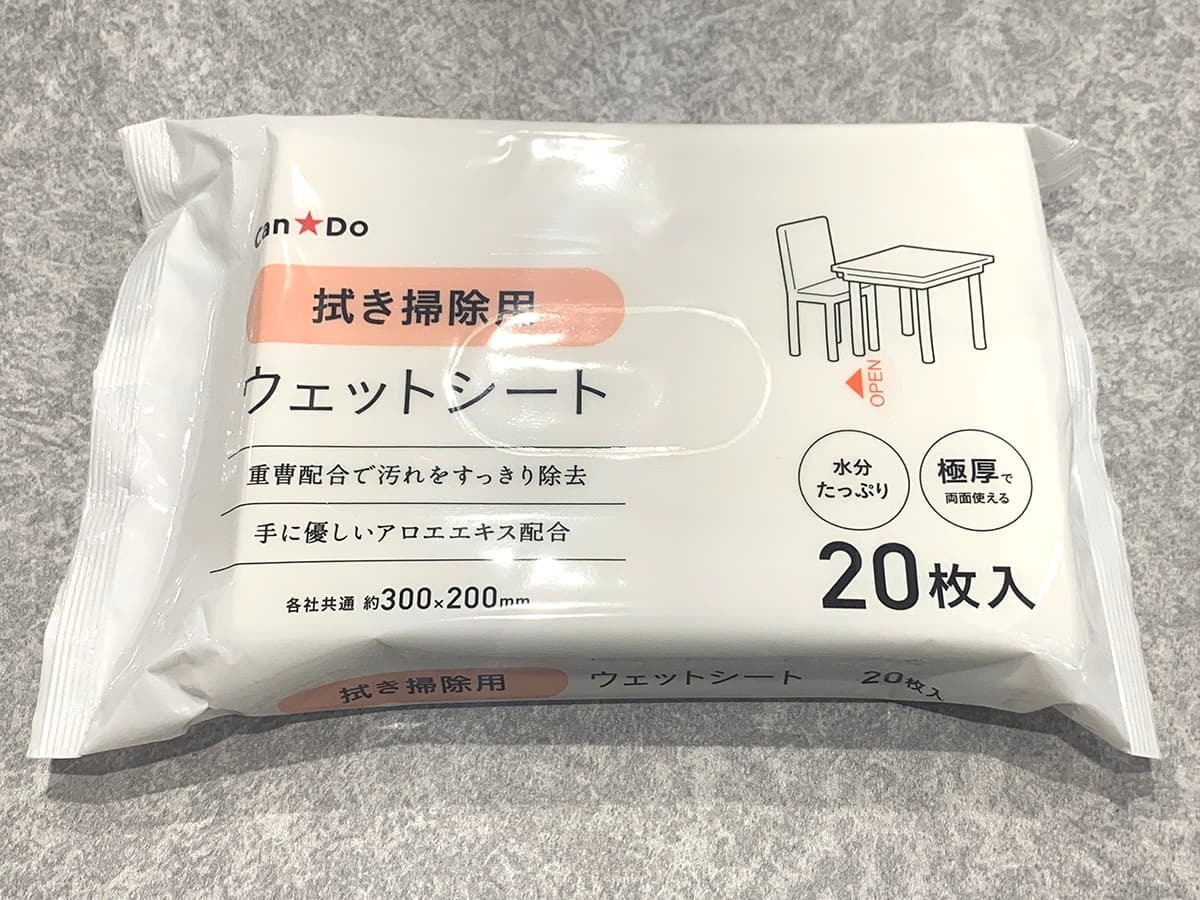 Can★Do
拭き掃除用
ウェットシート
重曹配合で汚れをすっきり除去
手に優しいアロエエキス配合
各社共通 約300×200mm
OPEN
水分
たっぷり
極厚で
両面使える
20枚入
拭き掃除用 ウェットシート 20枚入